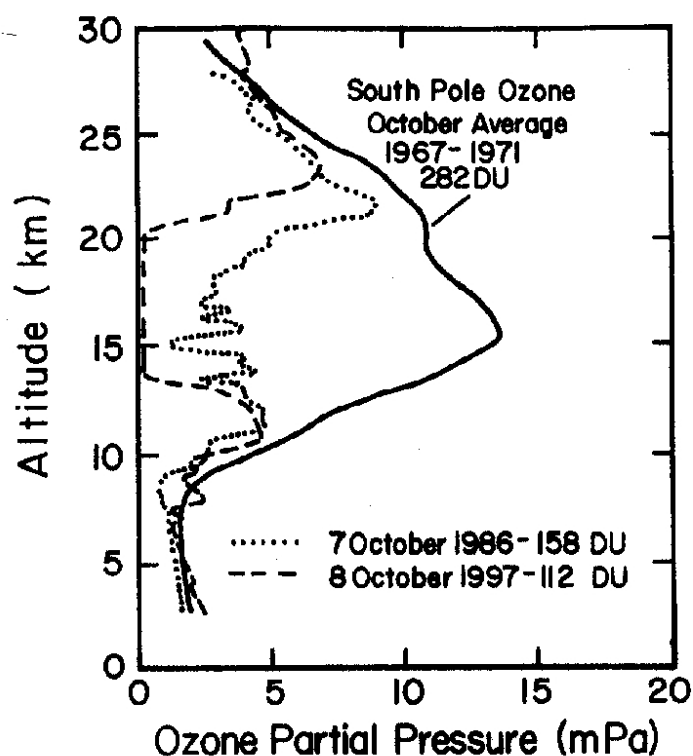 30
25
20
15
10
5
0
Altitude (km)
South Pole Ozone
October Average
1967-1971
282 DU
7 October 1986-158 DU
8 October 1997-112 DU
0 5 10 15 20
Ozone Partial Pressure (mPa)